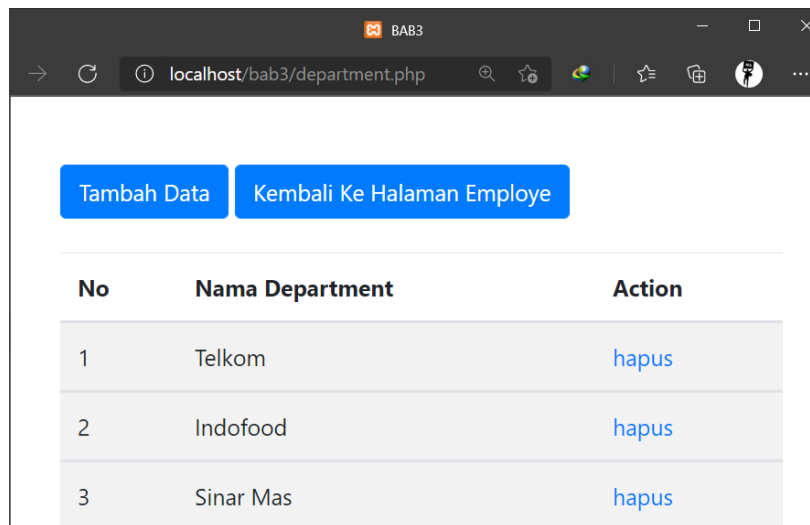 BAB3
localhost/bab3/department.php
Tambah Data Kembali Ke Halaman Employe
No Nama Department Action
1 Telkom hapus
2 Indofood hapus
3 Sinar Mas hapus